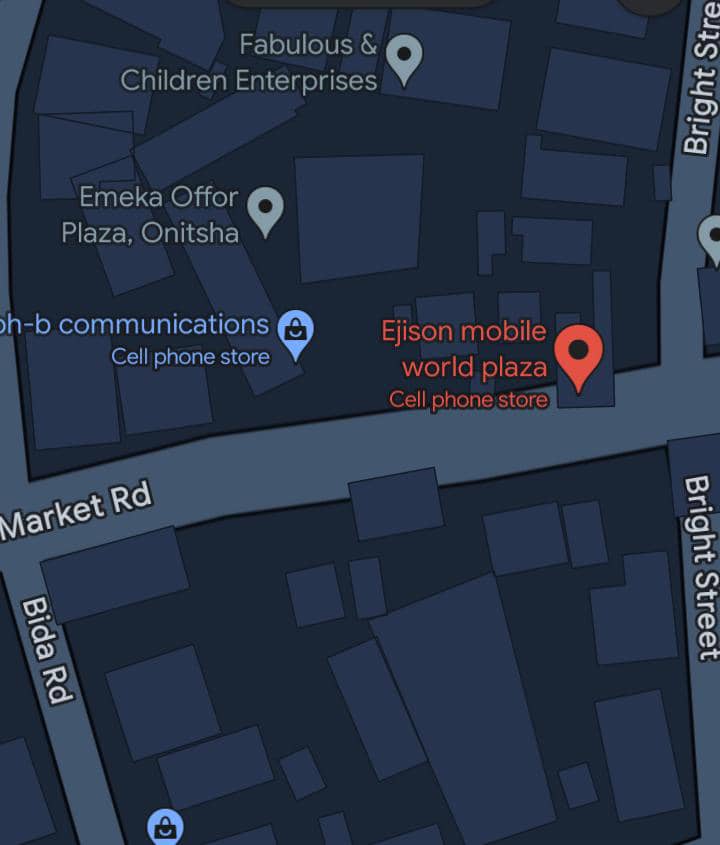 Fabulous &
Children Enterprises
Bright Stre
Emeka Offor
Plaza, Onitsha
oh-b communications
Cell phone store
Ejison mobile
world plaza
Cell phone store
Market Rd
Bright Street
Bida Rd